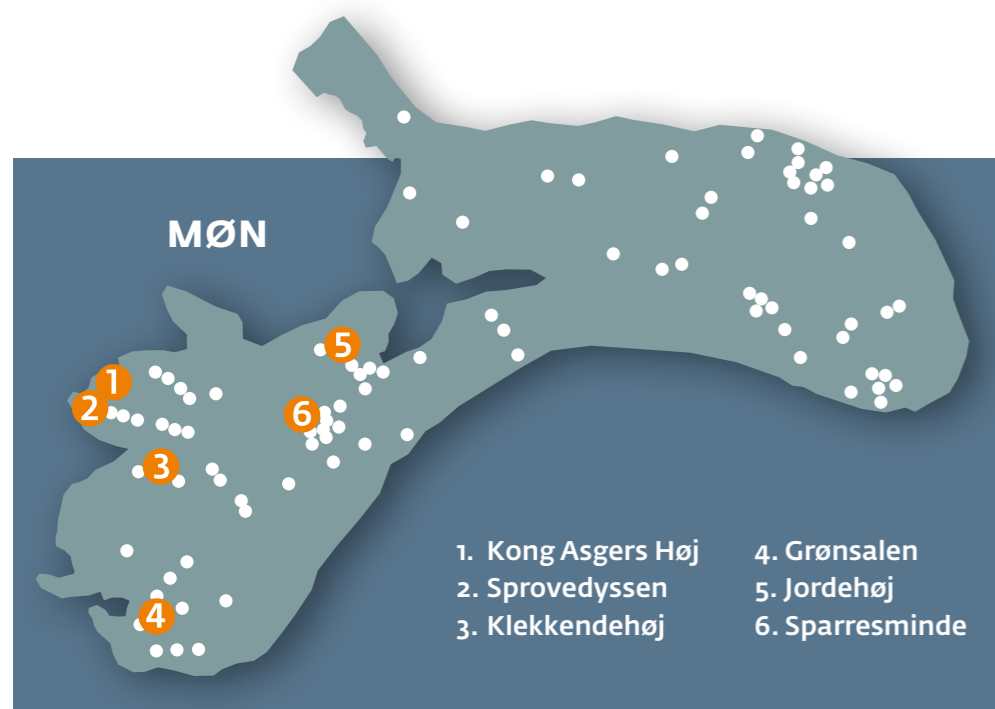 MØN
5
1
2
6
3
4
1. Kong Asgers Høj
2. Sprovedyssen
3. Klekkendehøj
4. Grønsalen
5. Jordehøj
6. Sparresminde